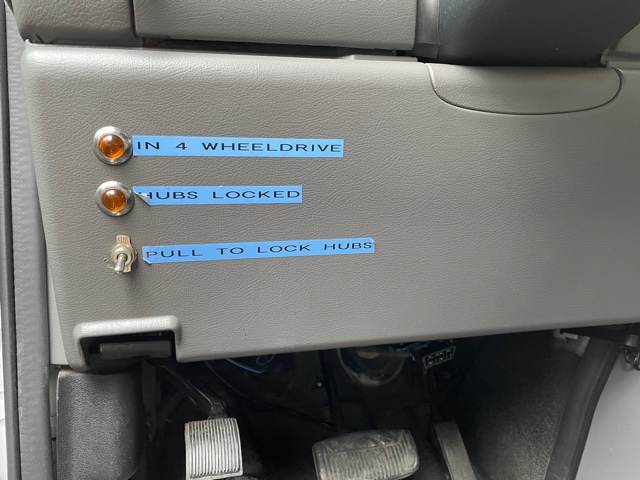 IN 4 WHEELDRIVE
HUBS LOCKED
PULL TO LOCK HUBS